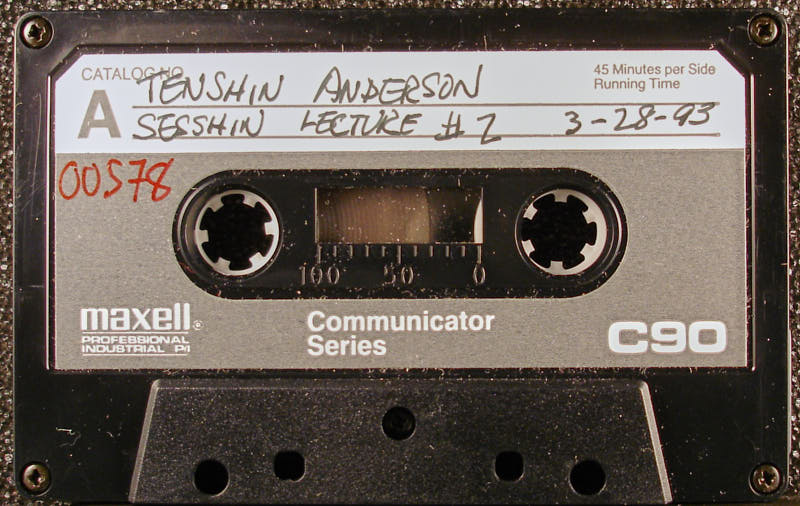 CATALOG NO.
45 Minutes per Side
Running Time
A
TENSHIN ANDERSON
SESSHIN LECTURE #2 3-28-93
00578
100 50 0
maxell®
PROFESSIONAL
INDUSTRIAL P/I
Communicator
Series
C90